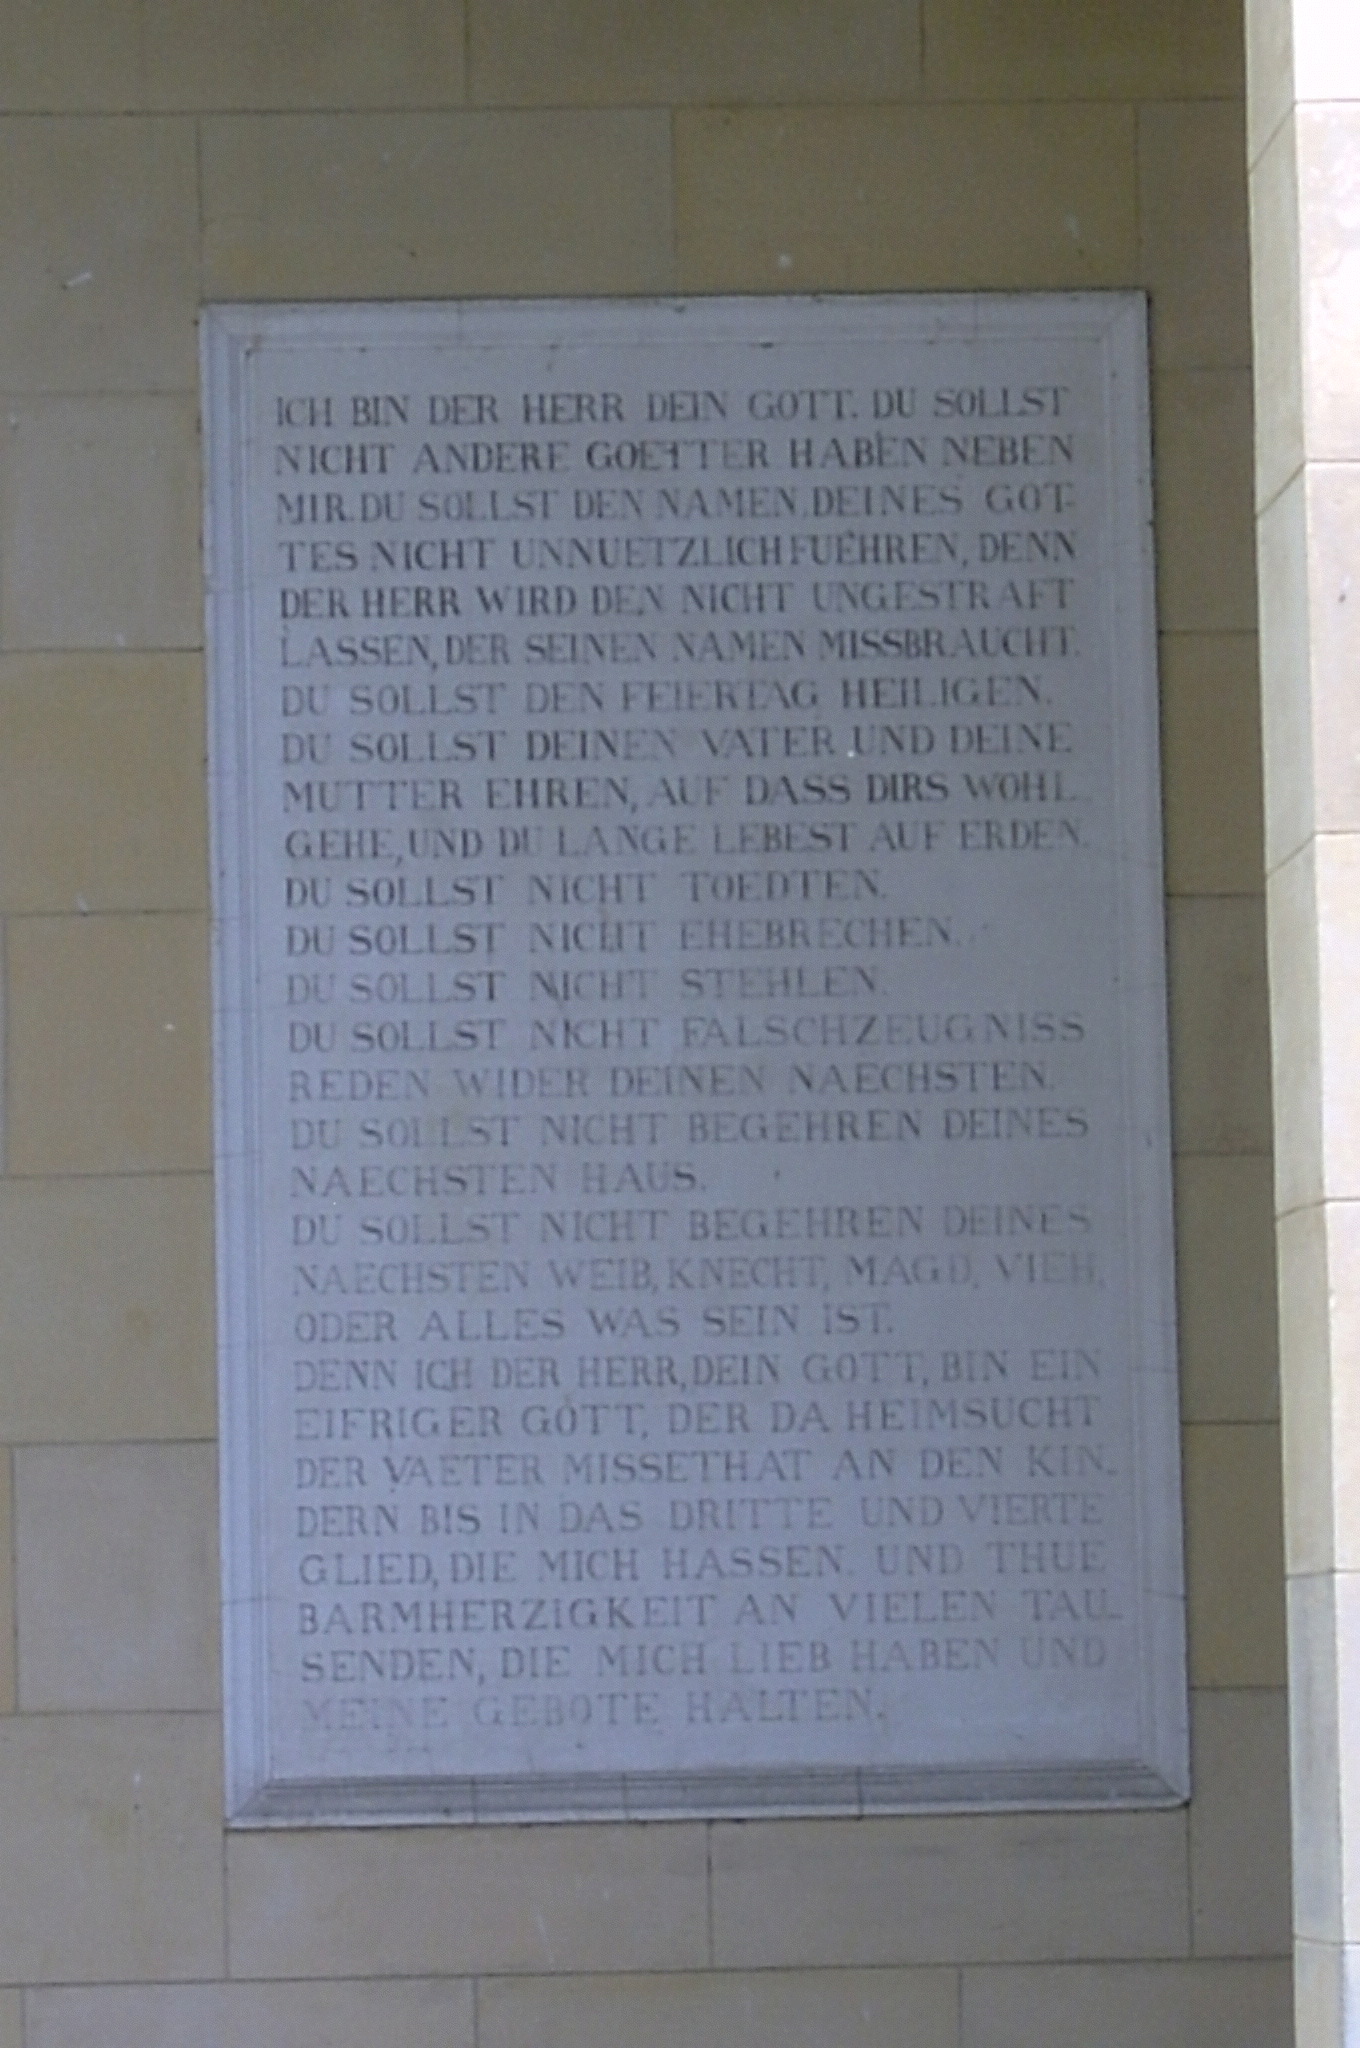 ICH BIN DER HERR DEIN GOTT. DU SOLLST
NICHT ANDERE GOETTER HABEN NEBEN
MIR. DU SOLLST DEN NAMEN DEINES GOT-
TES NICHT UNNUETZLICH FUEHREN, DENN
DER HERR WIRD DEN NICHT UNGESTRAFT
LASSEN, DER SEINEN NAMEN MISSBRAUCHT.
DU SOLLST DEN FEIERTAG HEILIGEN.
DU SOLLST DEINEN VATER UND DEINE
MUTTER EHREN, AUF DASS DIRS WOHL
GEHE, UND DU LANGE LEBEST AUF ERDEN.
DU SOLLST NICHT TOEDTEN.
DU SOLLST NICHT EHEBRECHEN.
DU SOLLST NICHT STEHLEN.
DU SOLLST NICHT FALSCHZEUGNISS
REDEN WIDER DEINEN NAECHSTEN.
DU SOLLST NICHT BEGEHREN DEINES
NAECHSTEN HAUS.
DU SOLLST NICHT BEGEHREN DEINES
NAECHSTEN WEIB, KNECHT, MAGD, VIEH,
ODER ALLES WAS SEIN IST.
DENN ICH DER HERR, DEIN GOTT, BIN EIN
EIFRIGER GOTT, DER DA HEIMSUCHT
DER VAETER MISSETHAT AN DEN KIN-
DERN BIS IN DAS DRITTE UND VIERTE
GLIED, DIE MICH HASSEN. UND THUE
BARMHERZIGKEIT AN VIELEN TAU-
SENDEN, DIE MICH LIEB HABEN UND
MEINE GEBOTE HALTEN.